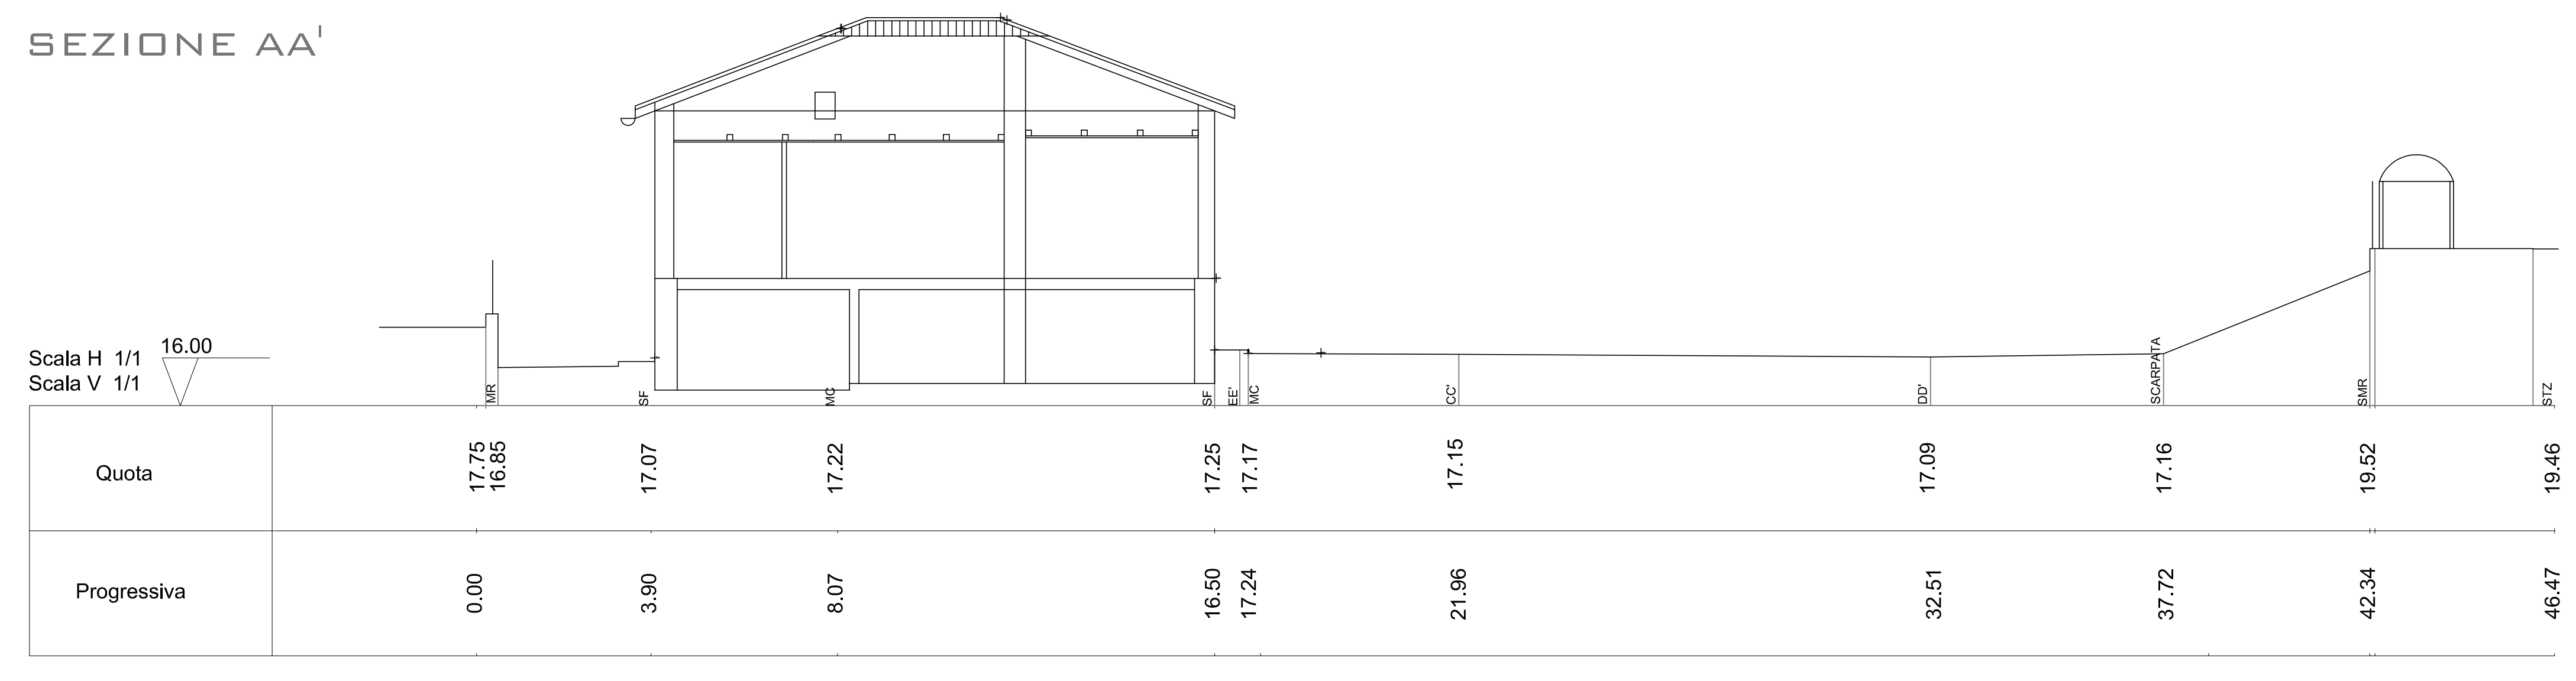 SEZIONE AA'
Scala H 1/1
16.00
Scala V 1/1
MR
SF
MC
SF
EE'
MC
CC'
DD'
SCARPATA
SMR
STZ
Quota
17.75
16.85
17.07
17.22
17.25
17.17
17.15
17.09
17.16
19.52
19.46
Progressiva
0.00
3.90
8.07
16.50
17.24
21.96
32.51
37.72
42.34
46.47